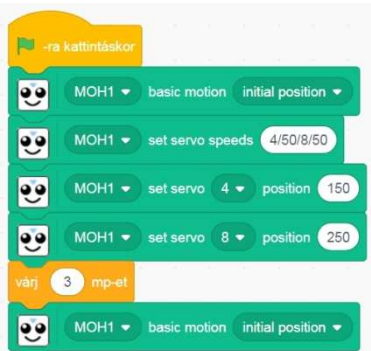 -ra kattintáskor
MOH1 basic motion initial position
MOH1 set servo speeds 4/50/8/50
MOH1 set servo 4 position 150
MOH1 set servo 8 position 250
várj 3 mp-et
MOH1 basic motion initial position